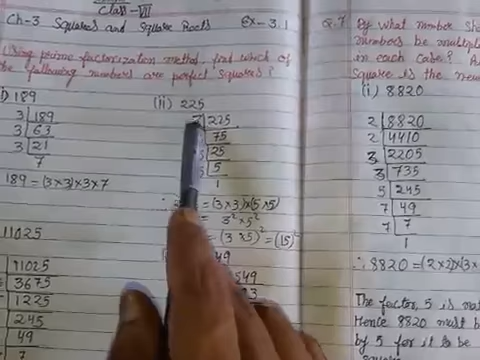 Class - VII
Ch-3 Squares and Square Roots Ex-3.1
Using prime factorization method, find which of
the following numbers are perfect squares?
i) 189
3 | 189
3 | 63
3 | 21
7
189 = (3×3)×3×7
(ii) 225
225
75
25
5
1
= (3×3)×(5×5)
= 3² × 5²
= (3×5)² = (15)²
11025
11025
3675
1225
245
49
7
549
Q.7 By what number
numbers be
in each case?
square is the
(i) 8820
2 | 8820
2 | 4410
3 | 2205
3 | 735
5 | 245
7 | 49
7 | 7
1
∴ 8820 = (2×2)×(3×
The factor, 5 is
Hence 8820 must
by 5 for it to be